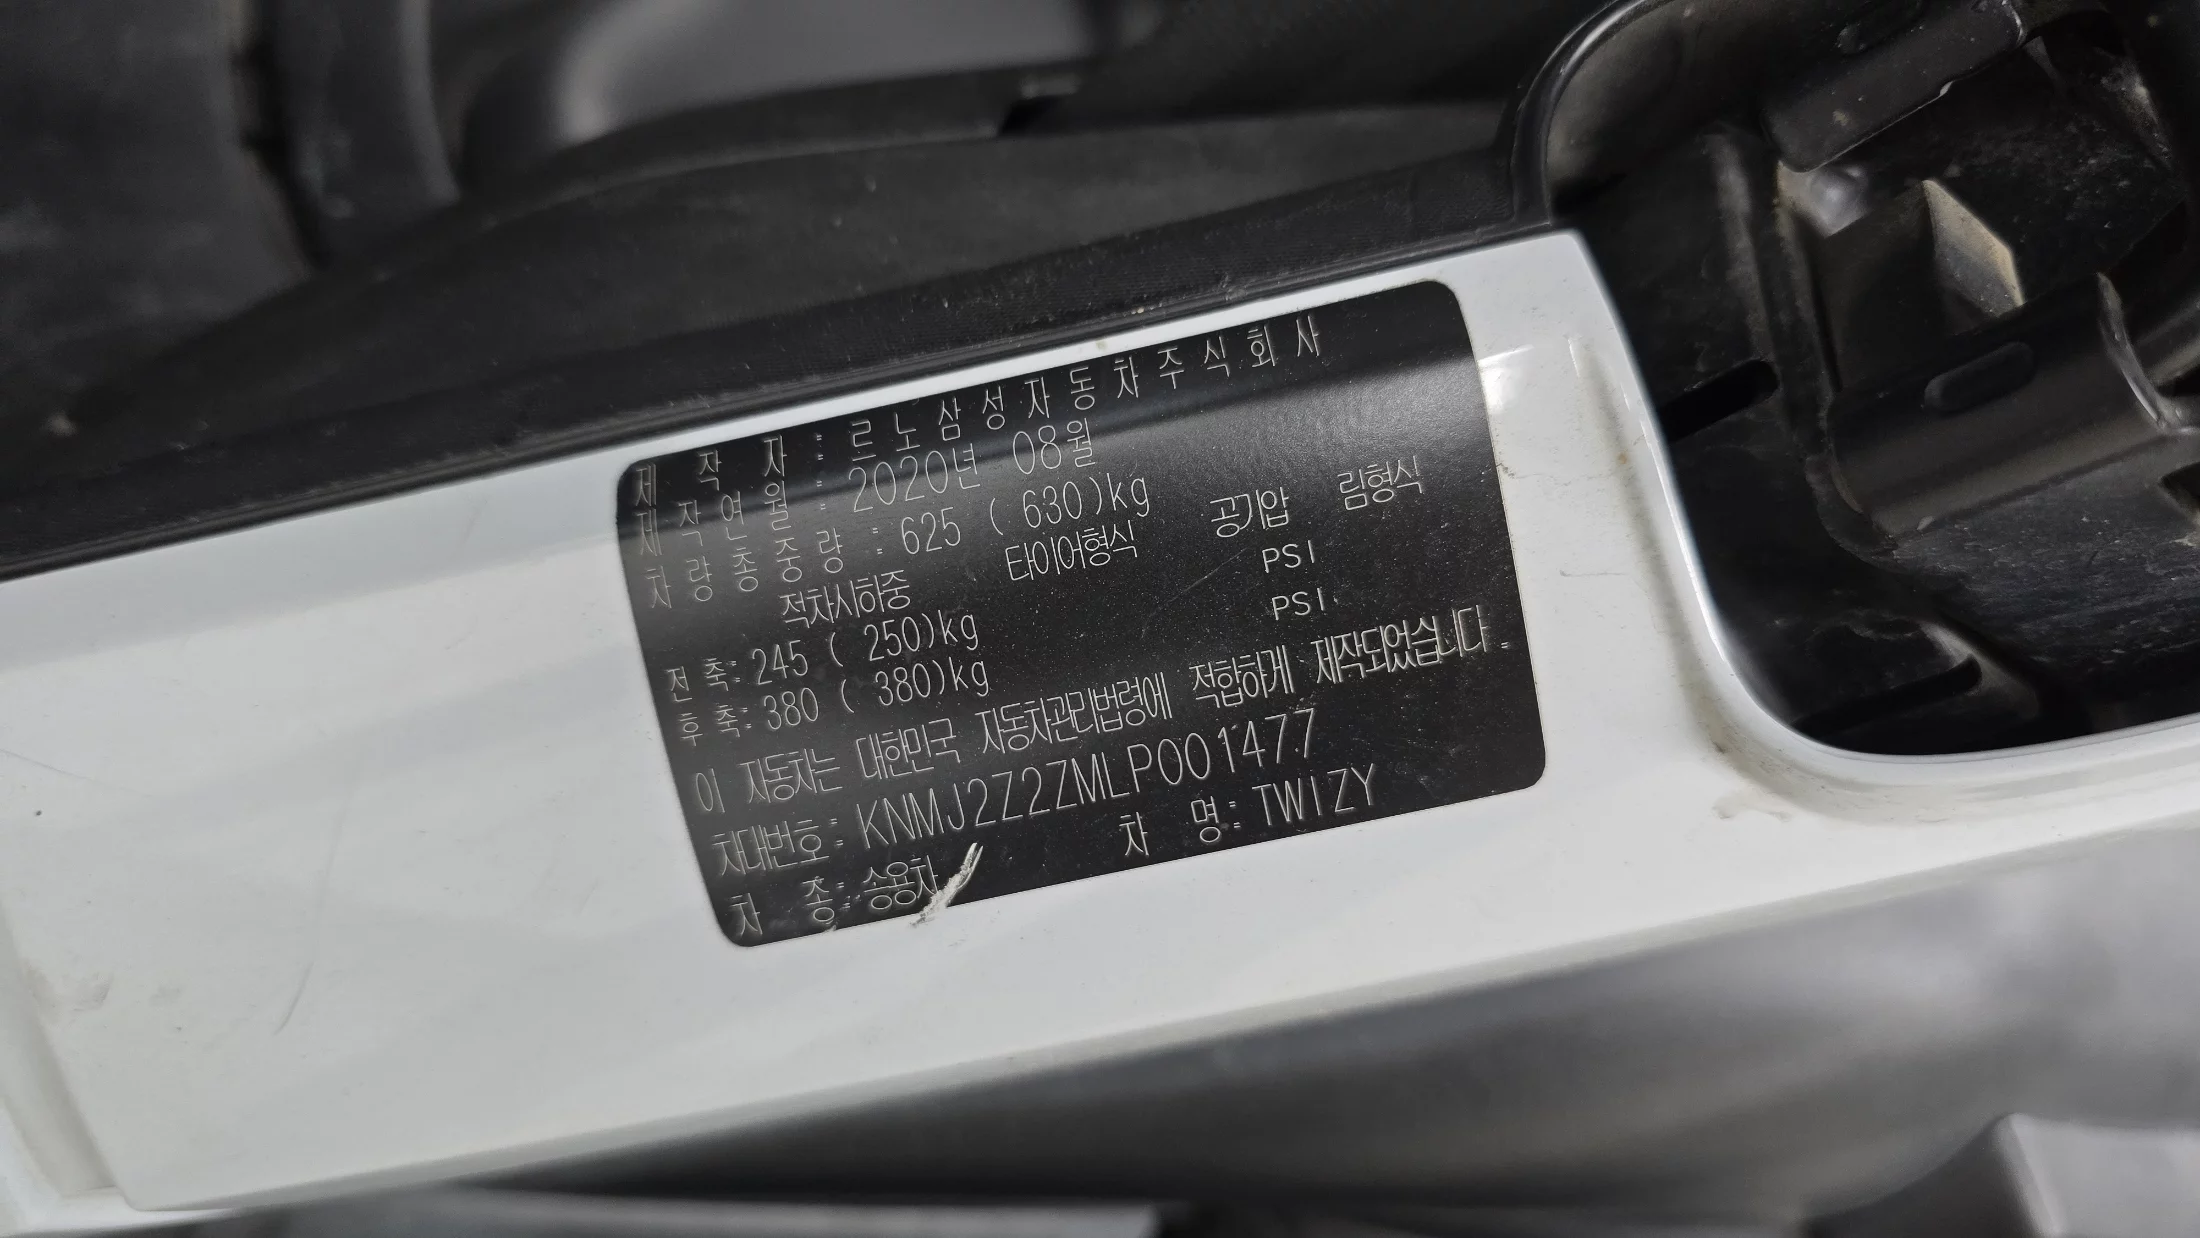 제 작 자 : 르노삼성자동차주식회사
제작연월 : 2020년 08월
차량총중량 : 625 ( 630)kg
적차시하중 타이어형식 공기압 림형식
전 축: 245 ( 250)kg PSI
후 축: 380 ( 380)kg PSI
이 자동차는 대한민국 자동차관리법령에 적합하게 제작되었습니다.
차대번호: KNMJ2Z2ZMLP001477
차 종: 승용차 차 명: TWIZY